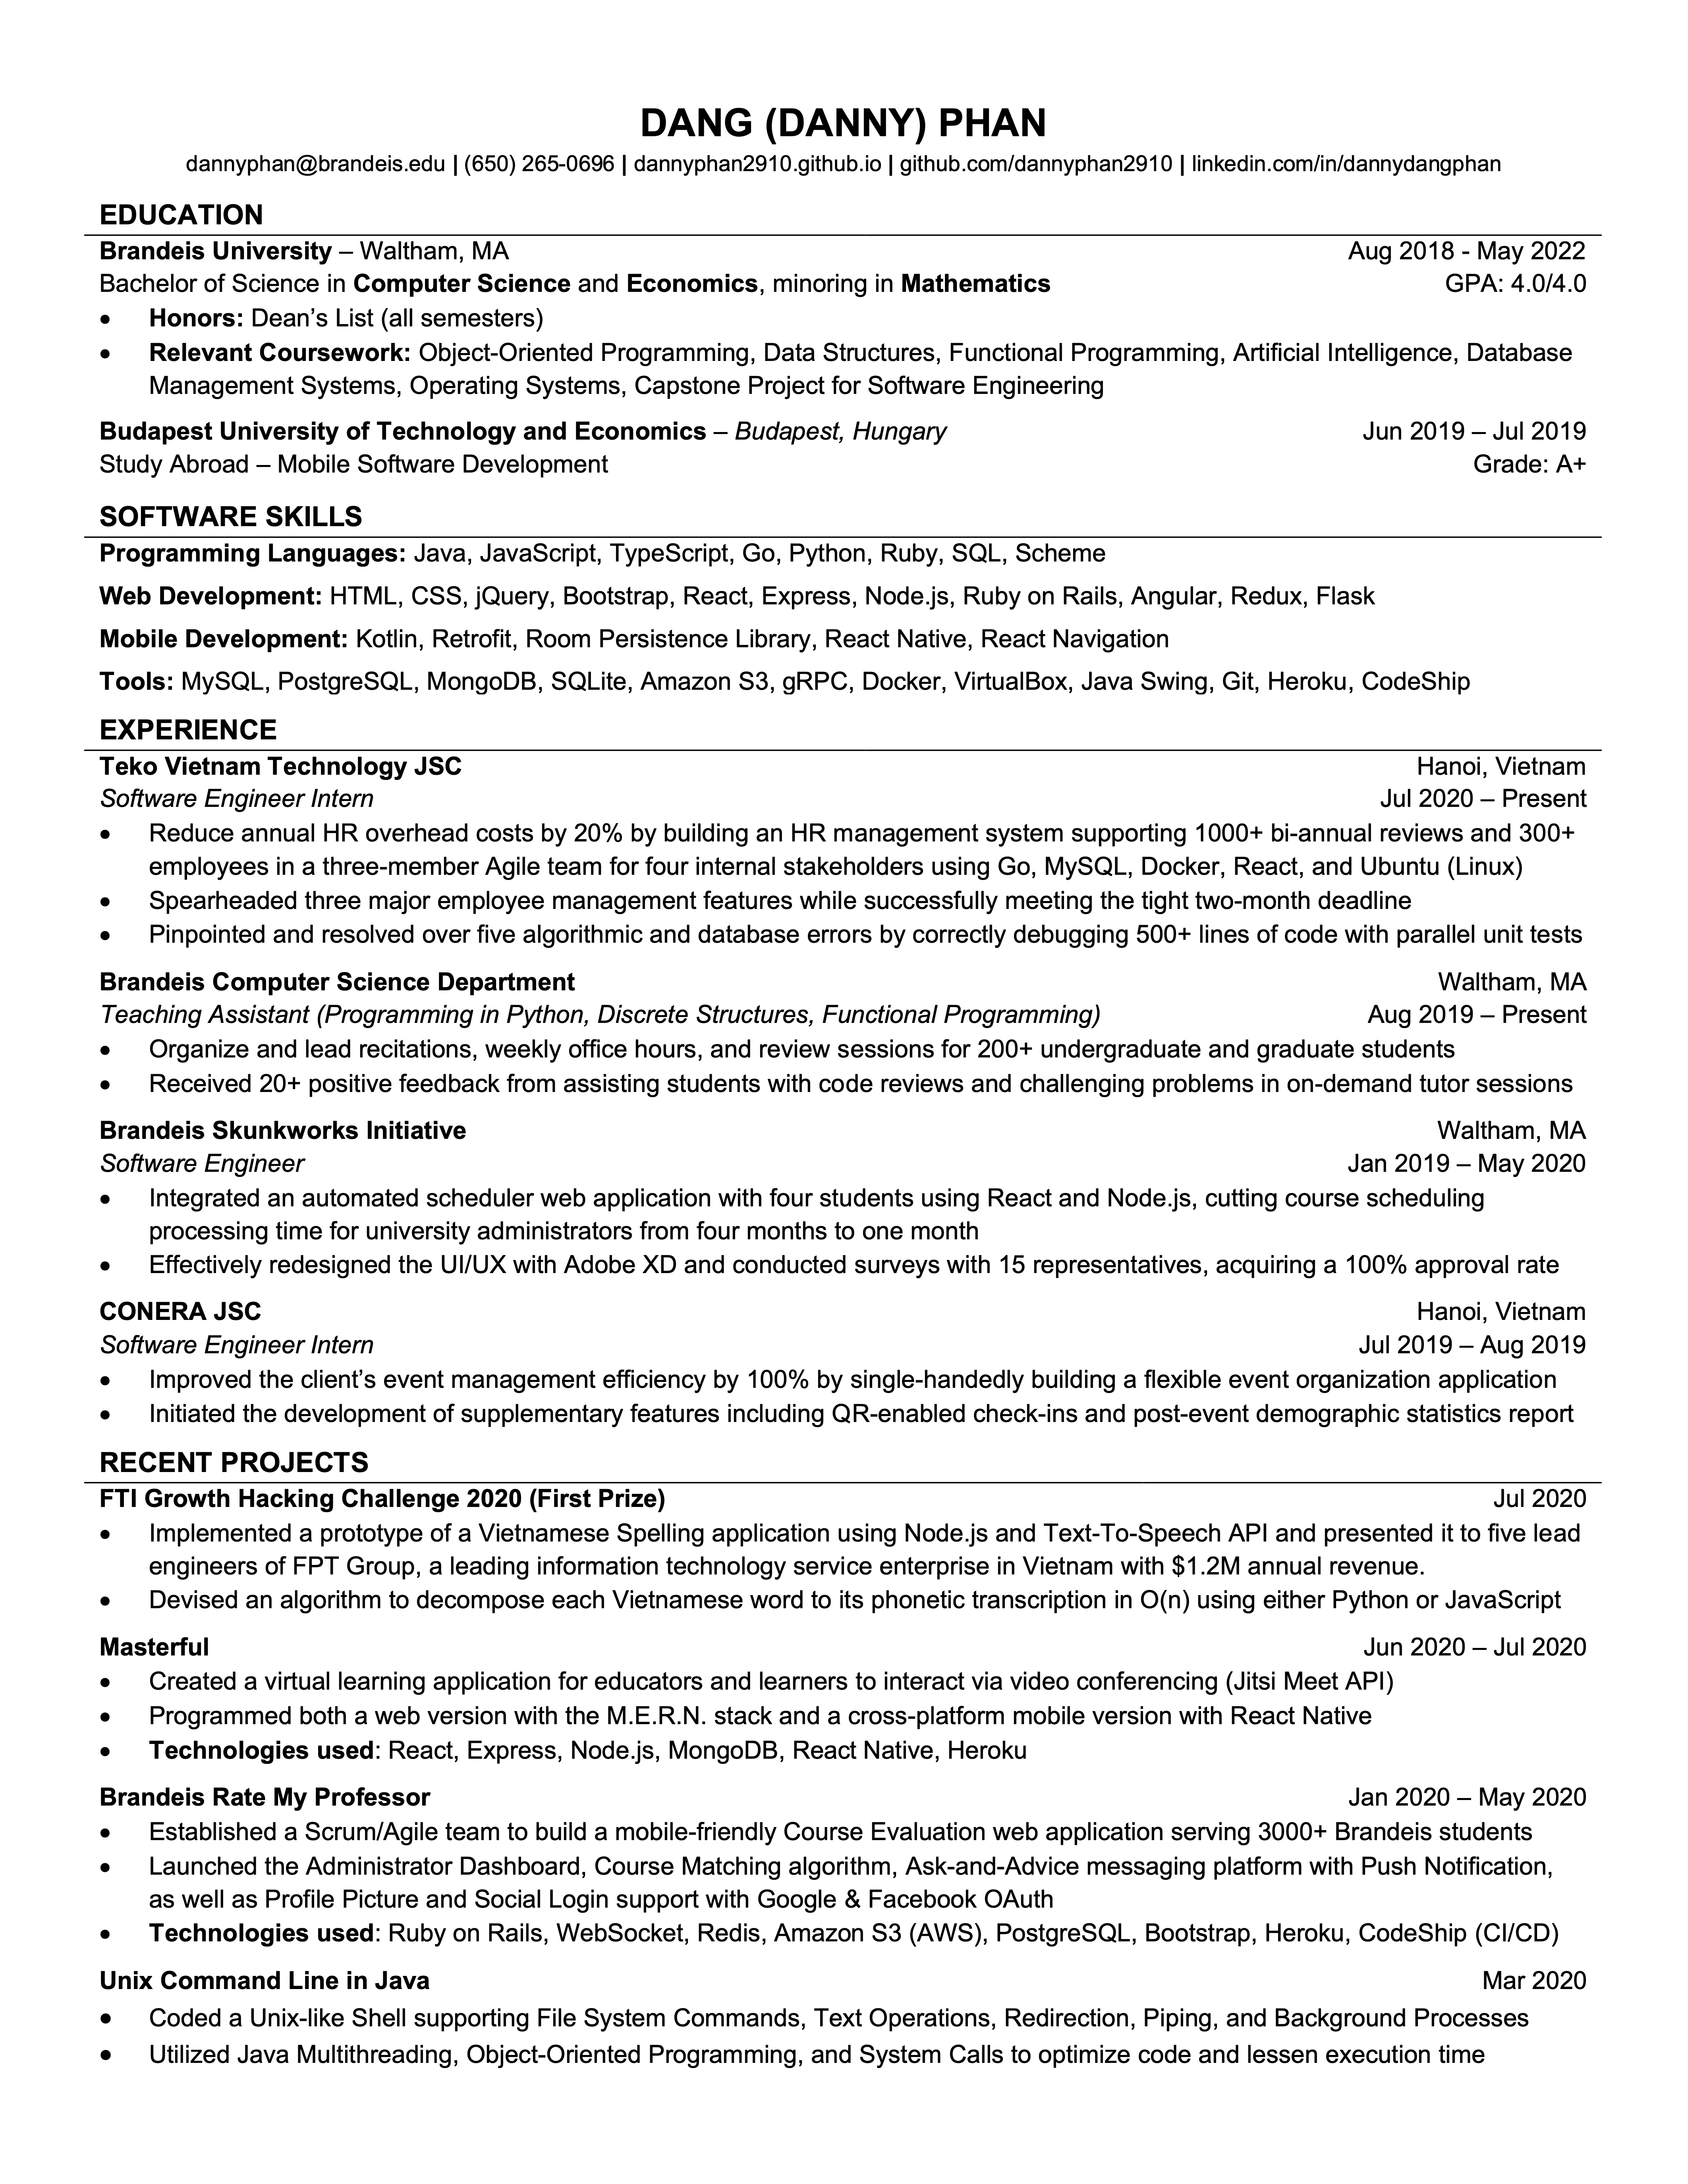 DANG (DANNY) PHAN
dannyphan@brandeis.edu | (650) 265-0696 | dannyphan2910.github.io | github.com/dannyphan2910 | linkedin.com/in/dannydangphan
EDUCATION
Brandeis University – Waltham, MA Aug 2018 - May 2022
Bachelor of Science in Computer Science and Economics, minoring in Mathematics GPA: 4.0/4.0
• Honors: Dean’s List (all semesters)
• Relevant Coursework: Object-Oriented Programming, Data Structures, Functional Programming, Artificial Intelligence, Database
Management Systems, Operating Systems, Capstone Project for Software Engineering
Budapest University of Technology and Economics – Budapest, Hungary Jun 2019 – Jul 2019
Study Abroad – Mobile Software Development Grade: A+
SOFTWARE SKILLS
Programming Languages: Java, JavaScript, TypeScript, Go, Python, Ruby, SQL, Scheme
Web Development: HTML, CSS, jQuery, Bootstrap, React, Express, Node.js, Ruby on Rails, Angular, Redux, Flask
Mobile Development: Kotlin, Retrofit, Room Persistence Library, React Native, React Navigation
Tools: MySQL, PostgreSQL, MongoDB, SQLite, Amazon S3, gRPC, Docker, VirtualBox, Java Swing, Git, Heroku, CodeShip
EXPERIENCE
Teko Vietnam Technology JSC Hanoi, Vietnam
Software Engineer Intern Jul 2020 – Present
• Reduce annual HR overhead costs by 20% by building an HR management system supporting 1000+ bi-annual reviews and 300+
employees in a three-member Agile team for four internal stakeholders using Go, MySQL, Docker, React, and Ubuntu (Linux)
• Spearheaded three major employee management features while successfully meeting the tight two-month deadline
• Pinpointed and resolved over five algorithmic and database errors by correctly debugging 500+ lines of code with parallel unit tests
Brandeis Computer Science Department Waltham, MA
Teaching Assistant (Programming in Python, Discrete Structures, Functional Programming) Aug 2019 – Present
• Organize and lead recitations, weekly office hours, and review sessions for 200+ undergraduate and graduate students
• Received 20+ positive feedback from assisting students with code reviews and challenging problems in on-demand tutor sessions
Brandeis Skunkworks Initiative Waltham, MA
Software Engineer Jan 2019 – May 2020
• Integrated an automated scheduler web application with four students using React and Node.js, cutting course scheduling
processing time for university administrators from four months to one month
• Effectively redesigned the UI/UX with Adobe XD and conducted surveys with 15 representatives, acquiring a 100% approval rate
CONERA JSC Hanoi, Vietnam
Software Engineer Intern Jul 2019 – Aug 2019
• Improved the client’s event management efficiency by 100% by single-handedly building a flexible event organization application
• Initiated the development of supplementary features including QR-enabled check-ins and post-event demographic statistics report
RECENT PROJECTS
FTI Growth Hacking Challenge 2020 (First Prize) Jul 2020
• Implemented a prototype of a Vietnamese Spelling application using Node.js and Text-To-Speech API and presented it to five lead
engineers of FPT Group, a leading information technology service enterprise in Vietnam with $1.2M annual revenue.
• Devised an algorithm to decompose each Vietnamese word to its phonetic transcription in O(n) using either Python or JavaScript
Masterful Jun 2020 – Jul 2020
• Created a virtual learning application for educators and learners to interact via video conferencing (Jitsi Meet API)
• Programmed both a web version with the M.E.R.N. stack and a cross-platform mobile version with React Native
• Technologies used: React, Express, Node.js, MongoDB, React Native, Heroku
Brandeis Rate My Professor Jan 2020 – May 2020
• Established a Scrum/Agile team to build a mobile-friendly Course Evaluation web application serving 3000+ Brandeis students
• Launched the Administrator Dashboard, Course Matching algorithm, Ask-and-Advice messaging platform with Push Notification,
as well as Profile Picture and Social Login support with Google & Facebook OAuth
• Technologies used: Ruby on Rails, WebSocket, Redis, Amazon S3 (AWS), PostgreSQL, Bootstrap, Heroku, CodeShip (CI/CD)
Unix Command Line in Java Mar 2020
• Coded a Unix-like Shell supporting File System Commands, Text Operations, Redirection, Piping, and Background Processes
• Utilized Java Multithreading, Object-Oriented Programming, and System Calls to optimize code and lessen execution time